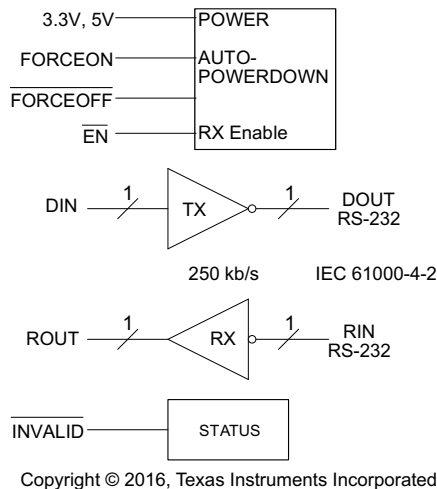 3.3V, 5V POWER
FORCEON AUTO-
POWERDOWN
FORCEOFF
EN RX Enable
DIN 1 TX 1 DOUT
RS-232
250 kb/s IEC 61000-4-2
ROUT 1 RX 1 RIN
RS-232
INVALID STATUS
Copyright © 2016, Texas Instruments Incorporated